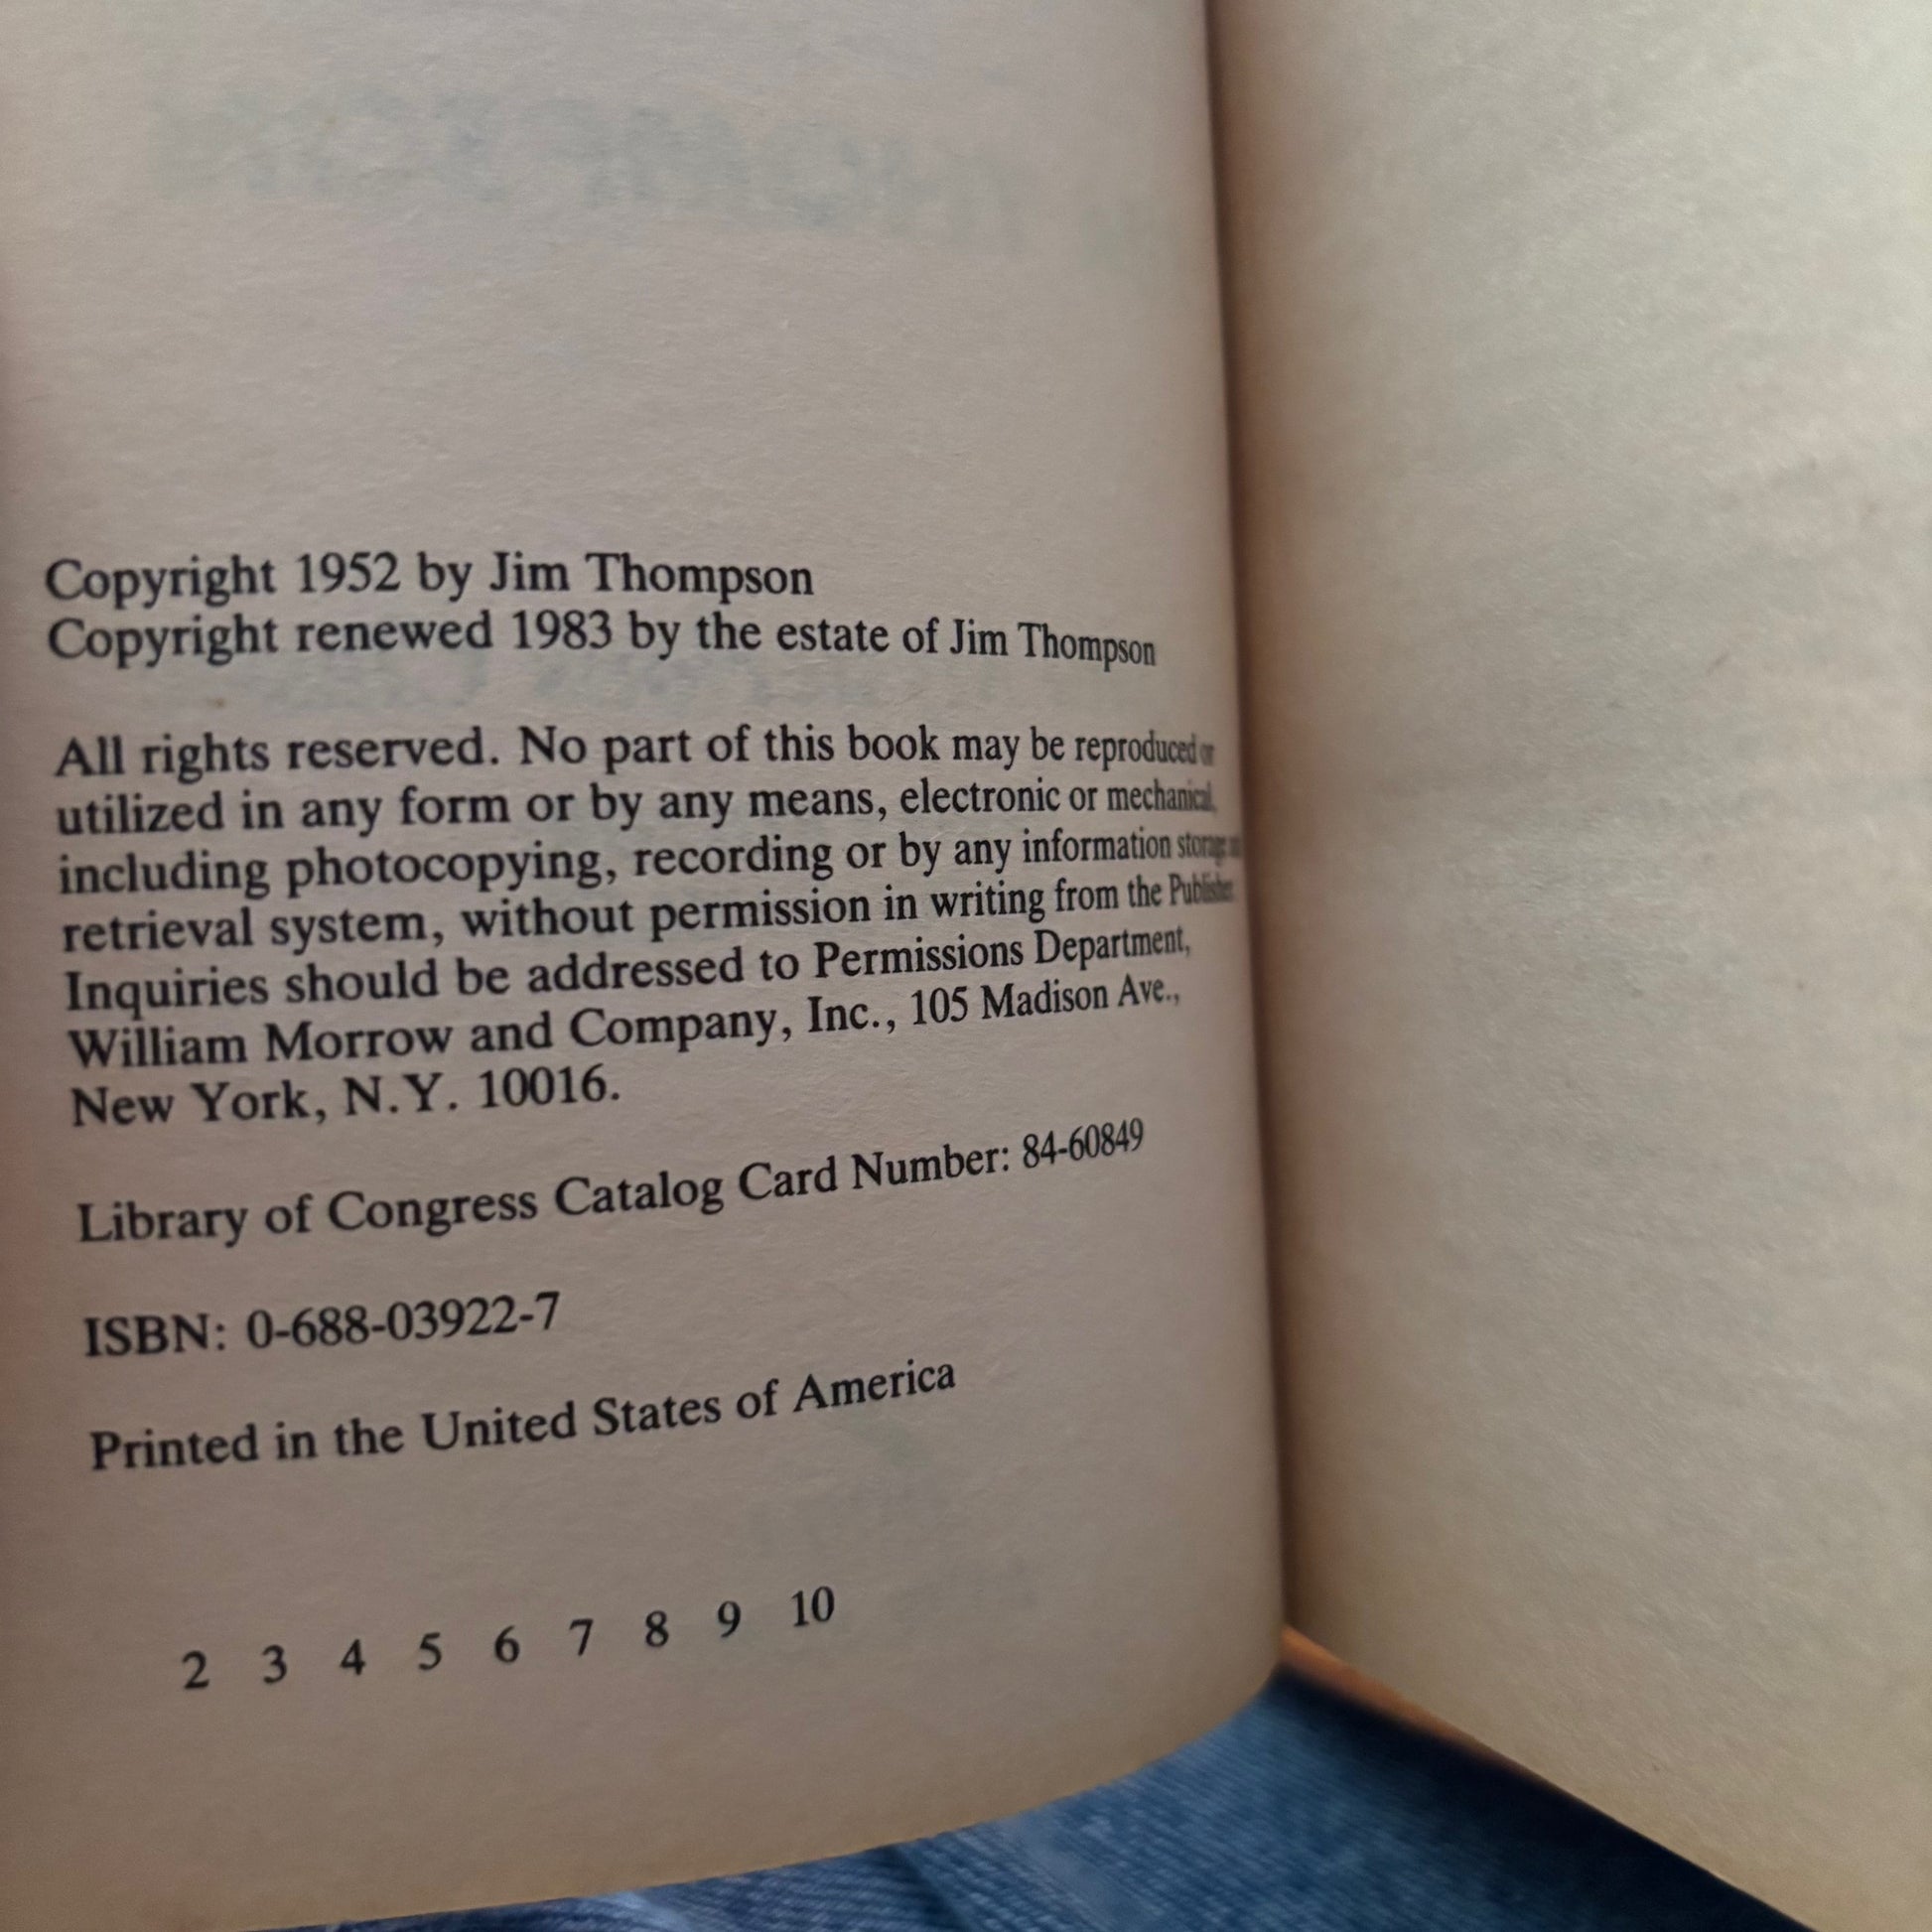 Copyright 1952 by Jim Thompson
Copyright renewed 1983 by the estate of Jim Thompson
All rights reserved. No part of this book may be reproduced or
utilized in any form or by any means, electronic or mechanical,
including photocopying, recording or by any information storage
retrieval system, without permission in writing from the Publisher.
Inquiries should be addressed to Permissions Department,
William Morrow and Company, Inc., 105 Madison Ave.,
New York, N.Y. 10016.
Library of Congress Catalog Card Number: 84-60849
ISBN: 0-688-03922-7
Printed in the United States of America
2 3 4 5 6 7 8 9 10